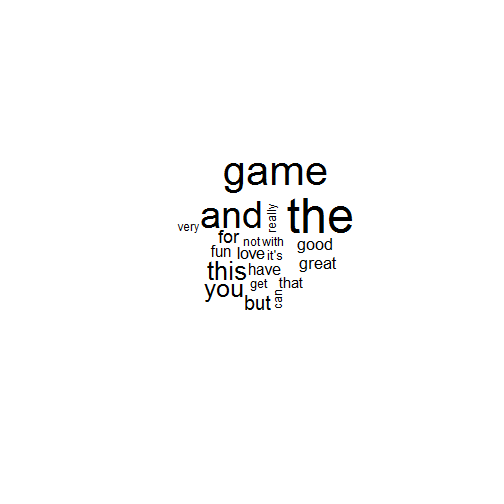 game
and
really
the
very
for
not
with
good
fun
love
it's
this
have
great
you
get
that
but
can